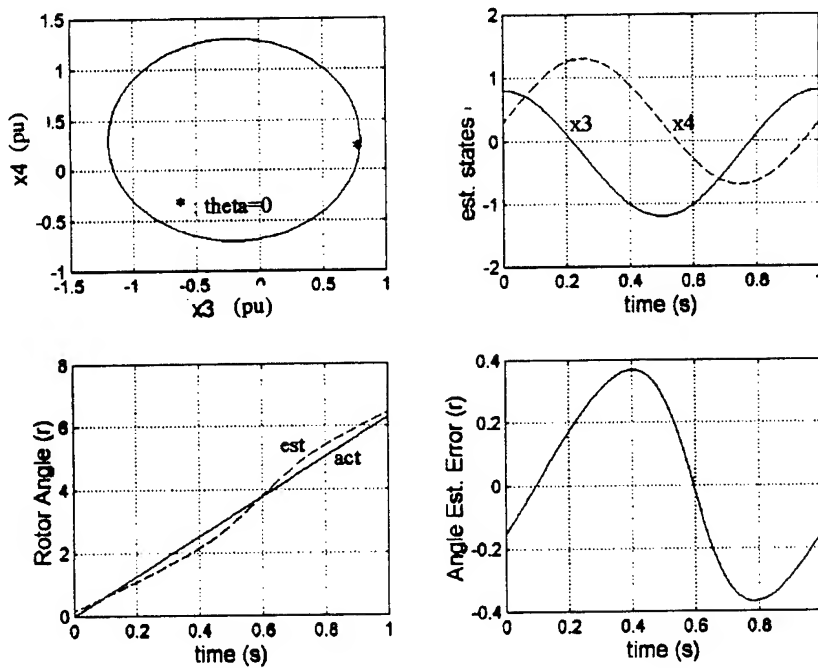 1.5
1
1.5
0
-0.5
-1
x4 (pu)
* : theta=0
-1.5 -1 -0.5 0 0.5 1
x3 (pu)
2
1
0
-1
-2
est. states
x3
x4
0 0.2 0.4 0.6 0.8 1
time (s)
8
6
4
2
0
Rotor Angle (r)
est
act
0 0.2 0.4 0.6 0.8 1
time (s)
0.4
0.2
0
-0.2
-0.4
Angle Est. Error (r)
0 0.2 0.4 0.6 0.8
time (s)